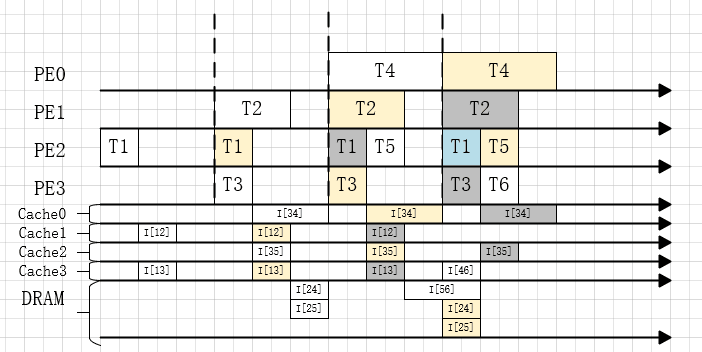 PE0 T4 T4
PE1 T2 T2 T2
PE2 T1 T1 T1 T5 T1 T5
PE3 T3 T3 T3 T6
Cache0 I[34] I[34] I[34]
Cache1 I[12] I[12] I[12]
Cache2 I[35] I[35] I[35]
Cache3 I[13] I[13] I[13] I[46]
DRAM I[24] I[56]
I[25] I[24]
I[25]